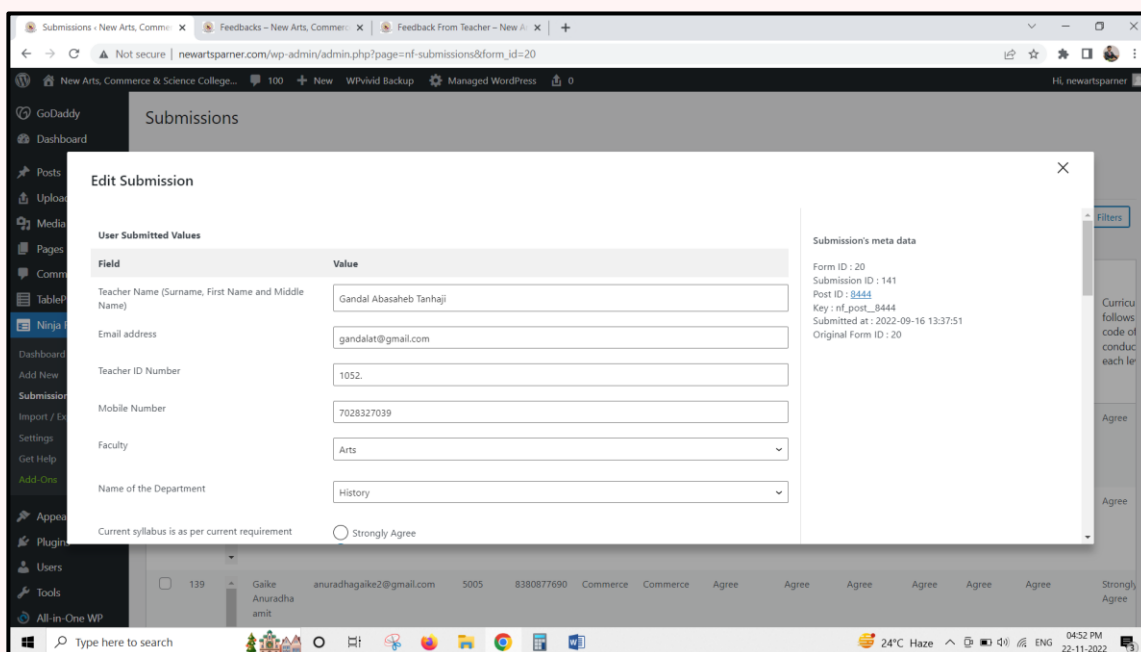 Submissions ‹ New Arts, Comme
Feedbacks – New Arts, Commerc
Feedback From Teacher – New A
Not secure | newartsparner.com/wp-admin/admin.php?page=nf-submissions&form_id=20
New Arts, Commerce & Science College...
100
New
WPvivid Backup
Managed WordPress
0
Hi, newartsparner
GoDaddy
Dashboard
Posts
Uploa
Media
Pages
Comm
TableP
Ninja F
Dashboard
Add New
Submission
Import / Ex
Settings
Get Help
Add-Ons
Appea
Plugin
Users
Tools
All-in-One WP
Submissions
Filters
Edit Submission
User Submitted Values
Field Value
Teacher Name (Surname, First Name and Middle
Name)
Gandal Abasaheb Tanhaji
Email address
gandalat@gmail.com
Teacher ID Number
1052.
Mobile Number
7028327039
Faculty
Arts
Name of the Department
History
Current syllabus is as per current requirement
Strongly Agree
Submission's meta data
Form ID : 20
Submission ID : 141
Post ID : 8444
Key : nf_post__8444
Submitted at : 2022-09-16 13:37:51
Original Form ID : 20
Curricu
follows
code of
conduc
each le
Agree
Agree
139 Gaike anuradhagaike2@gmail.com 5005 8380877690 Commerce Commerce Agree Agree Agree Agree Agree Agree Strongly
Anuradha Agree
amit
Type here to search
24°C Haze
ENG
04:52 PM
22-11-2022
3